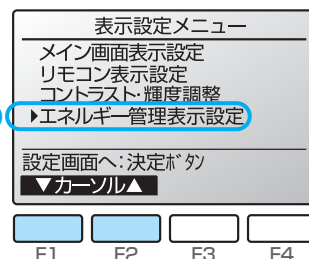 表示設定メニュー
メイン画面表示設定
リモコン表示設定
コントラスト・輝度調整
▶エネルギー管理表示設定
設定画面へ:決定ボタン
▼カーソル▲
F1 F2 F3 F4